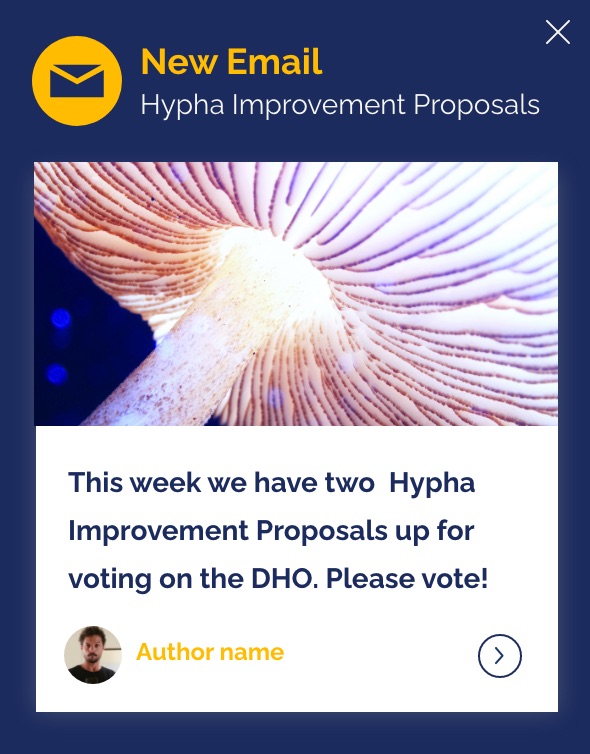 New Email
Hypha Improvement Proposals
This week we have two  Hypha
Improvement Proposals up for
voting on the DHO. Please vote!
Author name